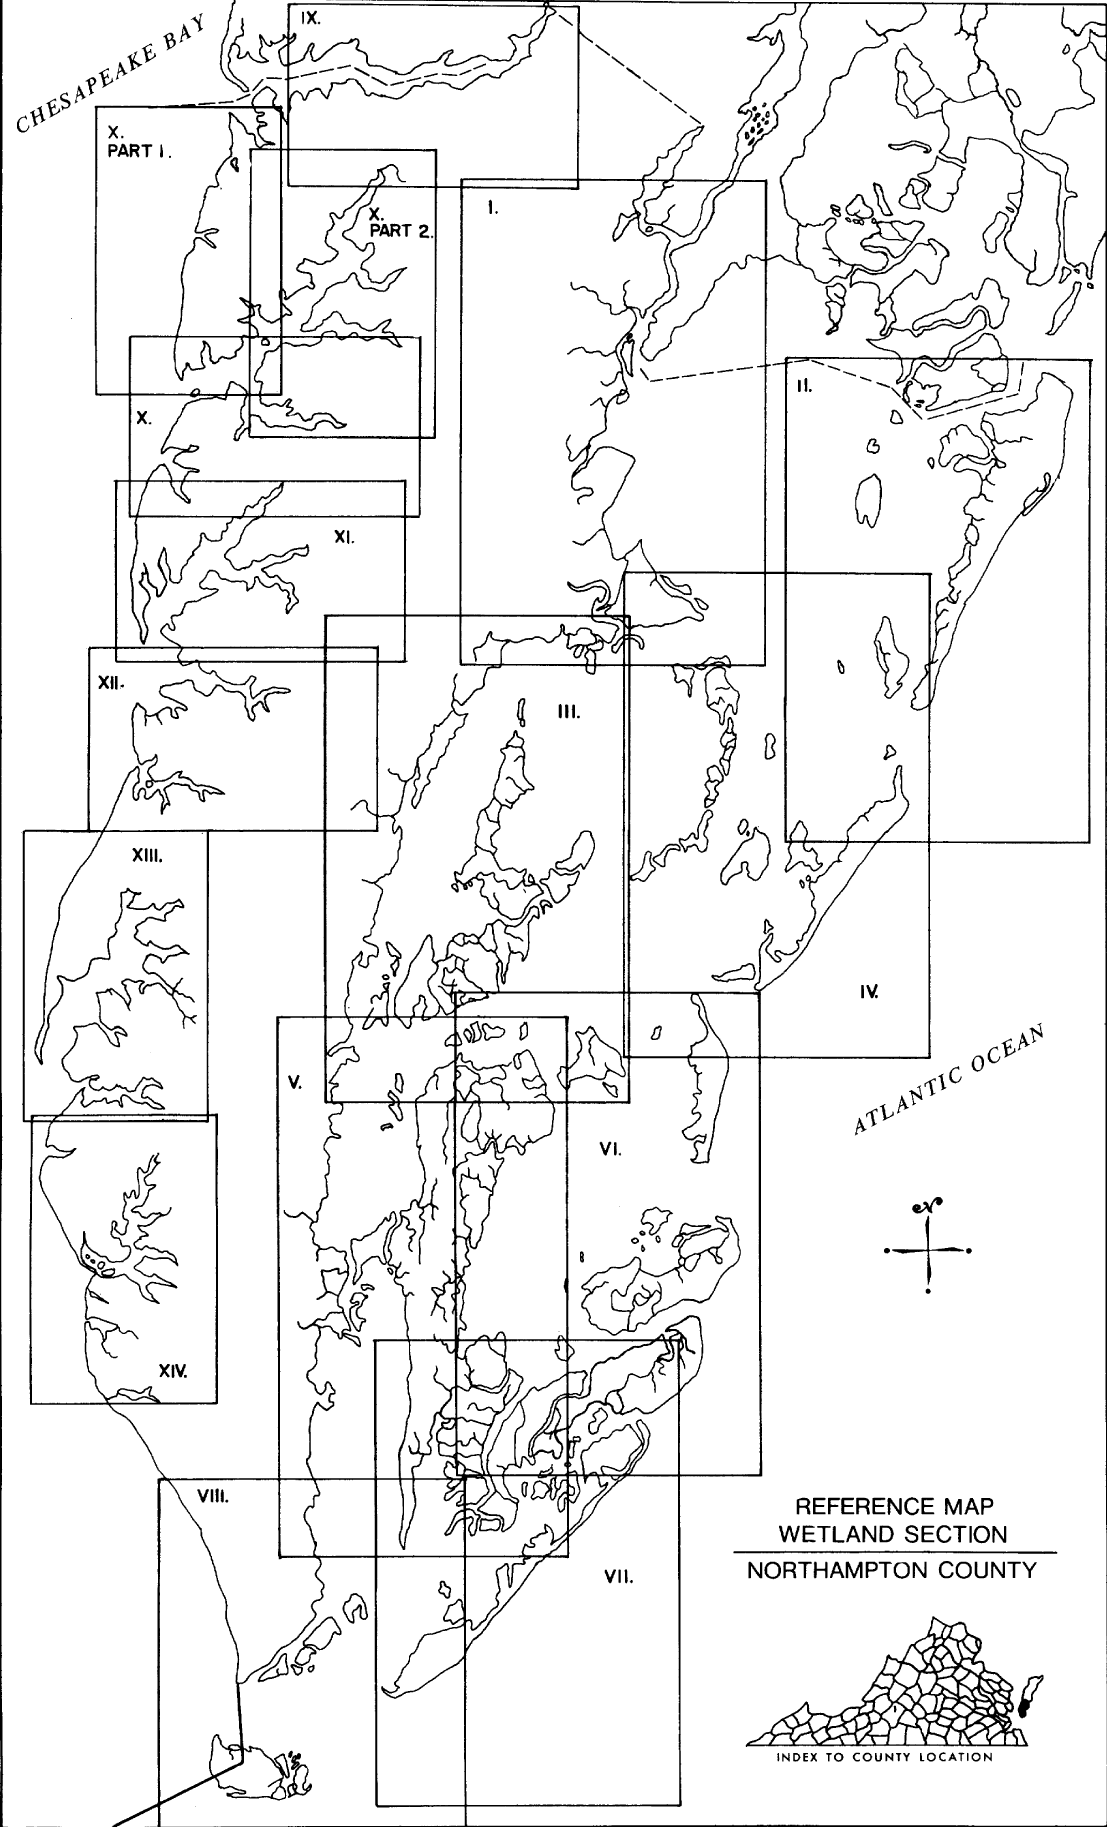 CHESAPEAKE BAY
IX.
X.
PART 1.
X.
PART 2.
I.
II.
X.
XI.
XII.
III.
XIII.
IV.
ATLANTIC OCEAN
V.
VI.
N
XIV.
VIII.
VII.
REFERENCE MAP
WETLAND SECTION
NORTHAMPTON COUNTY
INDEX TO COUNTY LOCATION